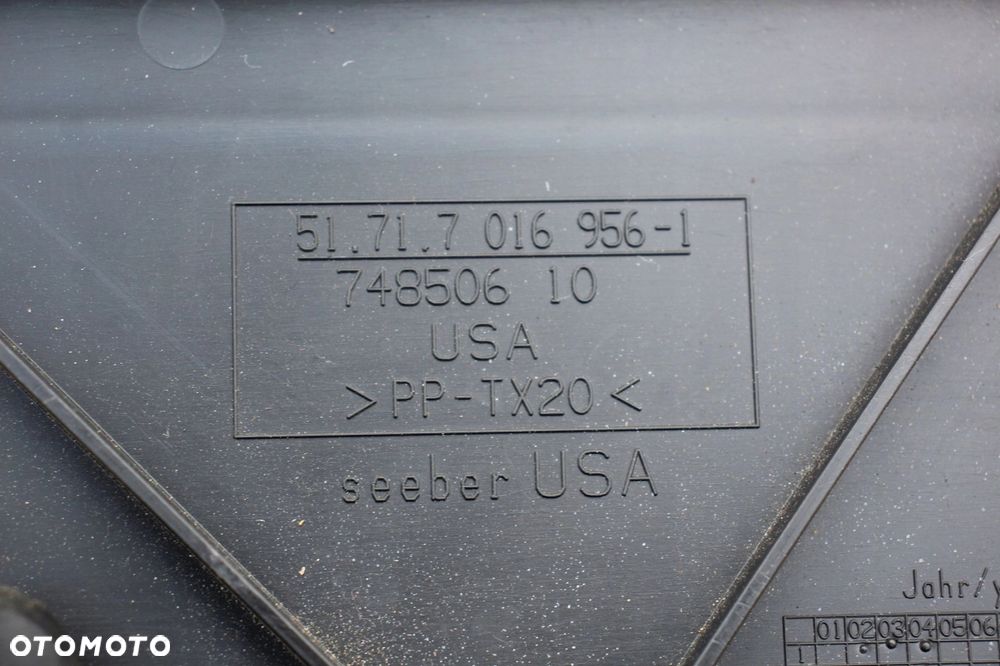 51.71.7 016 956-1
748506 10
USA
>PP-TX20<
seeber USA
Jahr/
01 02 03 04 05 06
1
OTOMOTO